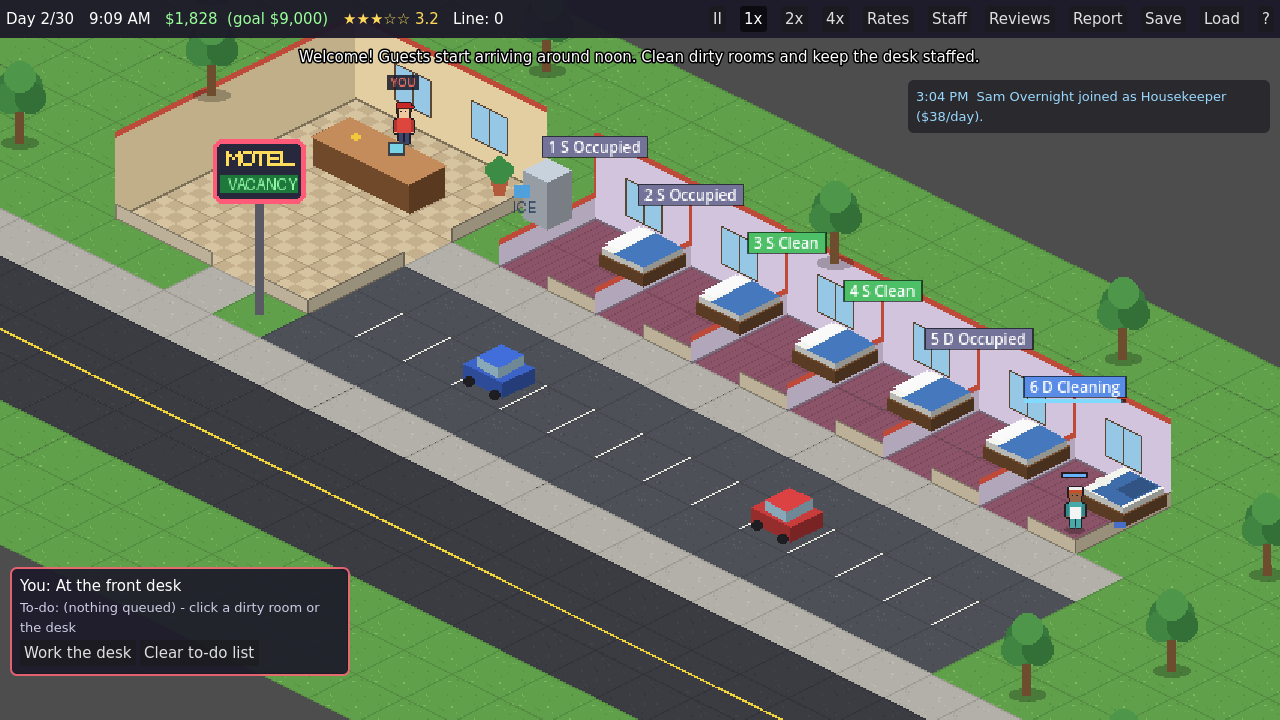 Day 2/30 9:09 AM $1,828 (goal $9,000) ★★★☆☆ 3.2 Line: 0 II 1x 2x 4x Rates Staff Reviews Report Save Load ?
Welcome! Guests start arriving around noon. Clean dirty rooms and keep the desk staffed.
3:04 PM Sam Overnight joined as Housekeeper
($38/day).
YOU
MOTEL
VACANCY
ICE
1 S Occupied
2 S Occupied
3 S Clean
4 S Clean
5 D Occupied
6 D Cleaning
You: At the front desk
To-do: (nothing queued) - click a dirty room or
the desk
Work the desk Clear to-do list